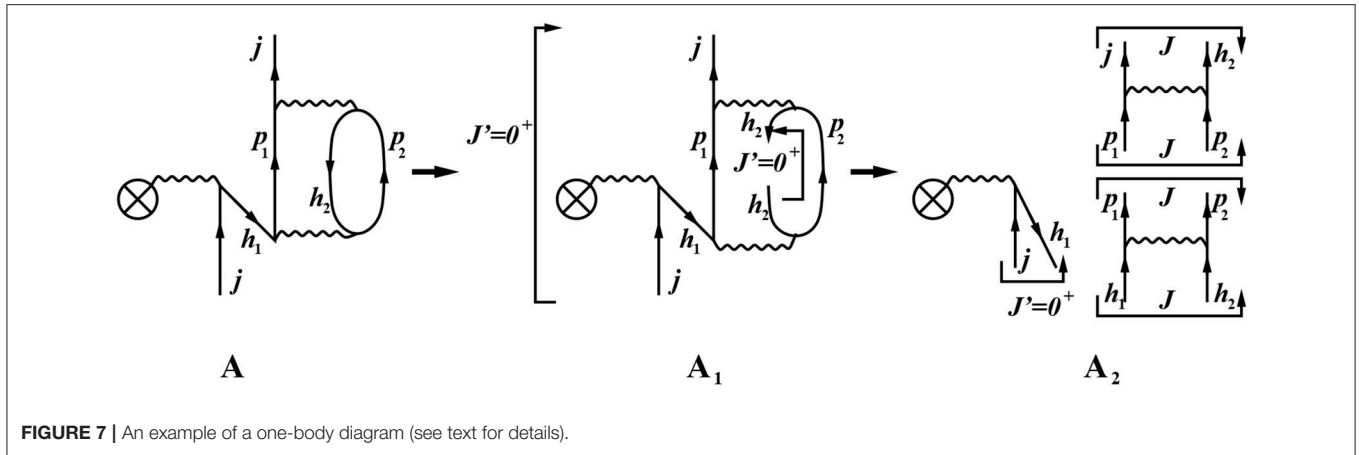 j
p₁
p₂
h₂
h₁
j
A
J'=0⁺
j
p₁
h₂
p₂
J'=0⁺
h₂
h₁
j
A₁
j
J
h₂
p₁
J
p₂
p₁
J
p₂
h₁
j
h₁
J
h₂
J'=0⁺
A₂
FIGURE 7 | An example of a one-body diagram (see text for details).